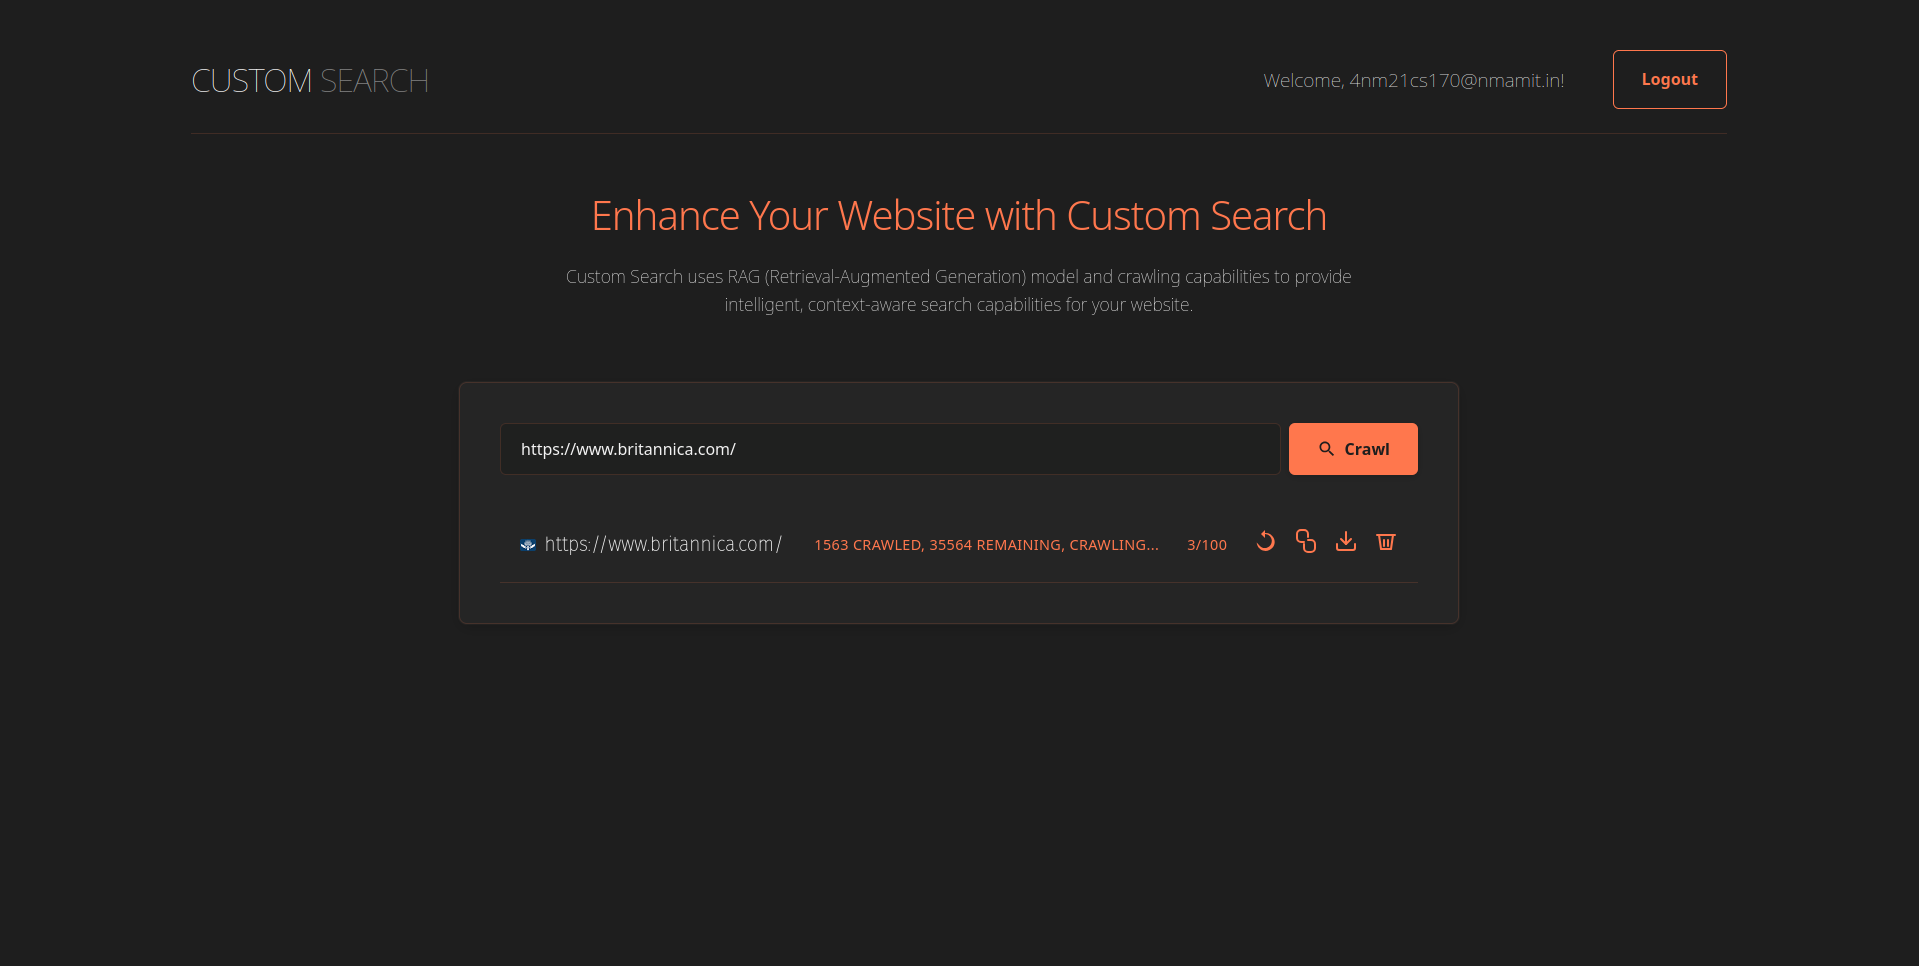 CUSTOM SEARCH
Welcome, 4nm21cs170@nmamit.in!
Logout
Enhance Your Website with Custom Search
Custom Search uses RAG (Retrieval-Augmented Generation) model and crawling capabilities to provide
intelligent, context-aware search capabilities for your website.
https://www.britannica.com/
Crawl
https://www.britannica.com/
1563 CRAWLED, 35564 REMAINING, CRAWLING...
3/100